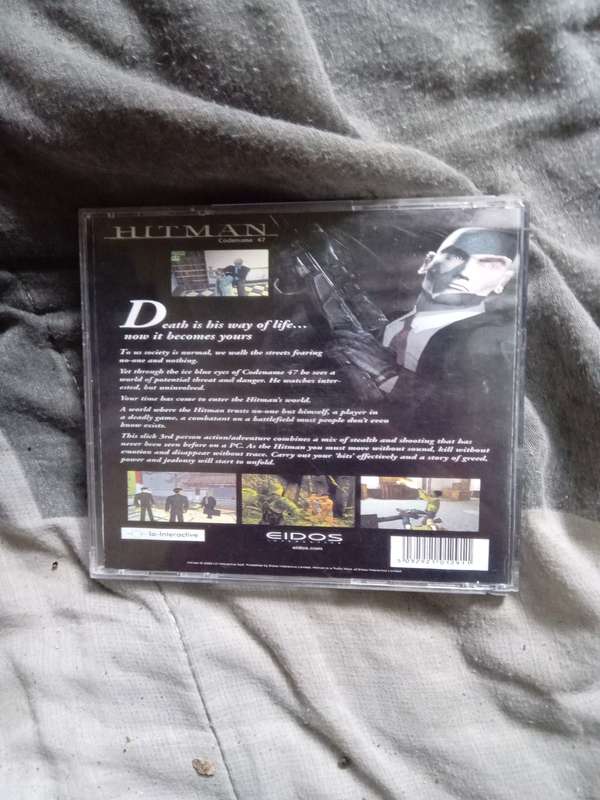 HITMAN
Codename 47
Death is his way of life...
now it becomes yours
To us society is normal, we walk the streets fearing
no-one and nothing.
Yet through the ice blue eyes of Codename 47 he sees a
world of potential threat and danger. He watches inter-
ested, but uninvolved.
Your time has come to enter the Hitman's world.
A world where the Hitman trusts no-one but himself, a player in
a deadly game, a combatant on a battlefield most people don't even
know exists.
This slick 3rd person action/adventure combines a mix of stealth and shooting that has
never been seen before on a PC. As the Hitman you must move without sound, kill without
emotion and disappear without trace. Carry out your 'hits' effectively and a story of greed,
power and jealousy will start to unfold.
Io-Interactive
EIDOS
INTERACTIVE
eidos.com